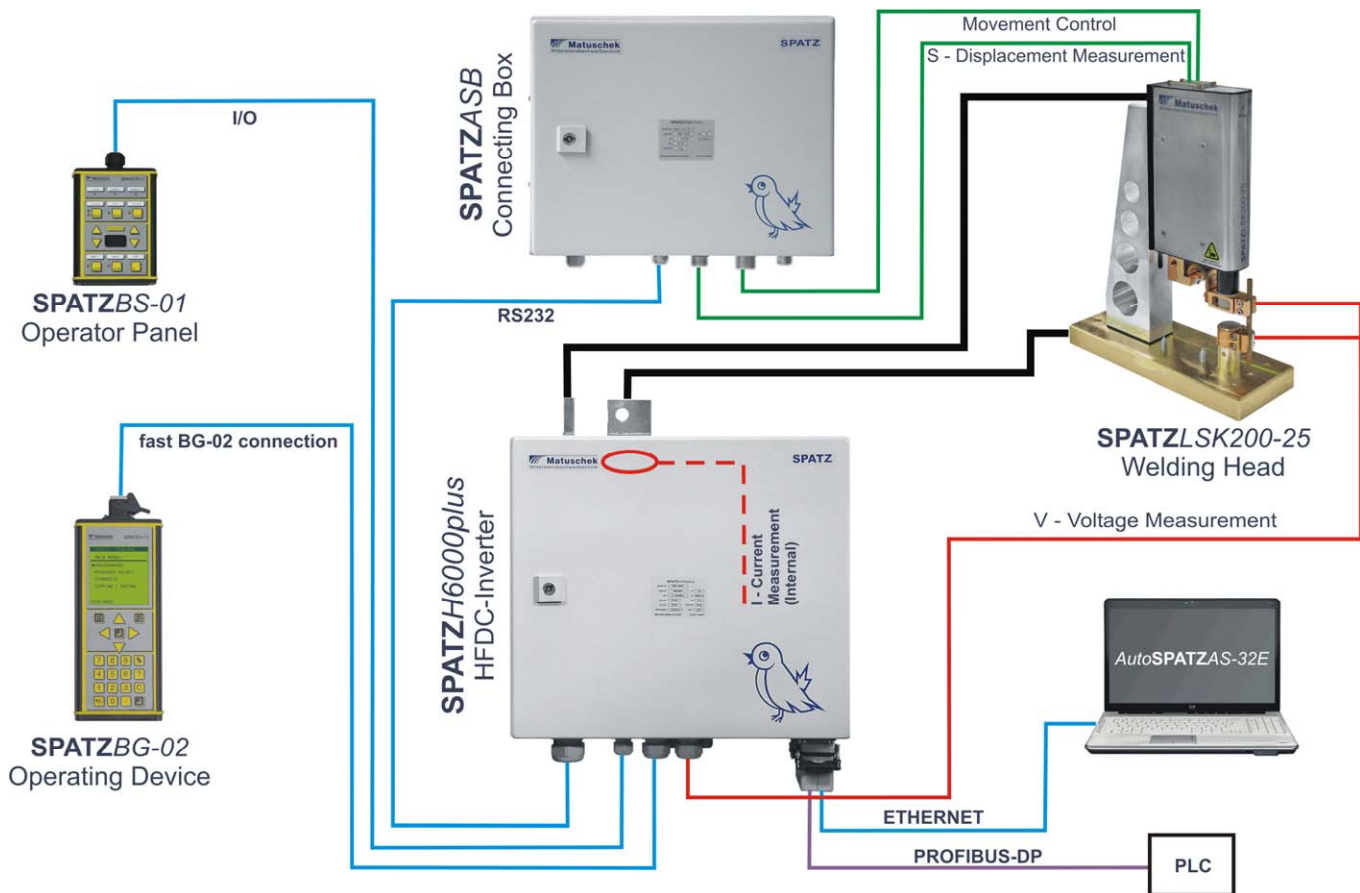 Matuschek
SPATZ
SPATZASB
Connecting Box
Movement Control
S - Displacement Measurement
Matuschek
SPATZLSK200-25
I/O
SPATZBS-01
Operator Panel
RS232
SPATZLSK200-25
Welding Head
fast BG-02 connection
Matuschek
SPATZ
SPATZH6000plus
HFDC-Inverter
I - Current
Measurement
(Internal)
V - Voltage Measurement
AutoSPATZAS-32E
SPATZBG-02
Operating Device
ETHERNET
PROFIBUS-DP
PLC